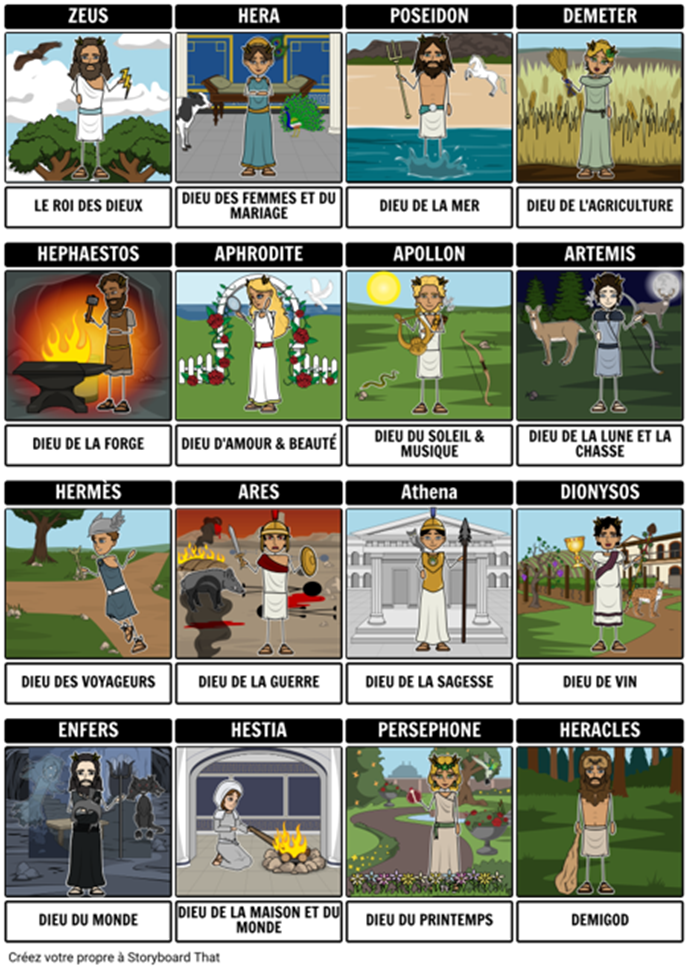 ZEUS
HERA
POSEIDON
DEMETER
LE ROI DES DIEUX
DIEU DES FEMMES ET DU
MARIAGE
DIEU DE LA MER
DIEU DE L'AGRICULTURE
HEPHAESTOS
APHRODITE
APOLLON
ARTEMIS
DIEU DE LA FORGE
DIEU D'AMOUR & BEAUTÉ
DIEU DU SOLEIL &
MUSIQUE
DIEU DE LA LUNE ET LA
CHASSE
HERMÈS
ARES
Athena
DIONYSOS
DIEU DES VOYAGEURS
DIEU DE LA GUERRE
DIEU DE LA SAGESSE
DIEU DE VIN
ENFERS
HESTIA
PERSEPHONE
HERACLES
DIEU DU MONDE
DIEU DE LA MAISON ET DU
MONDE
DIEU DU PRINTEMPS
DEMIGOD
Créez votre propre à Storyboard That